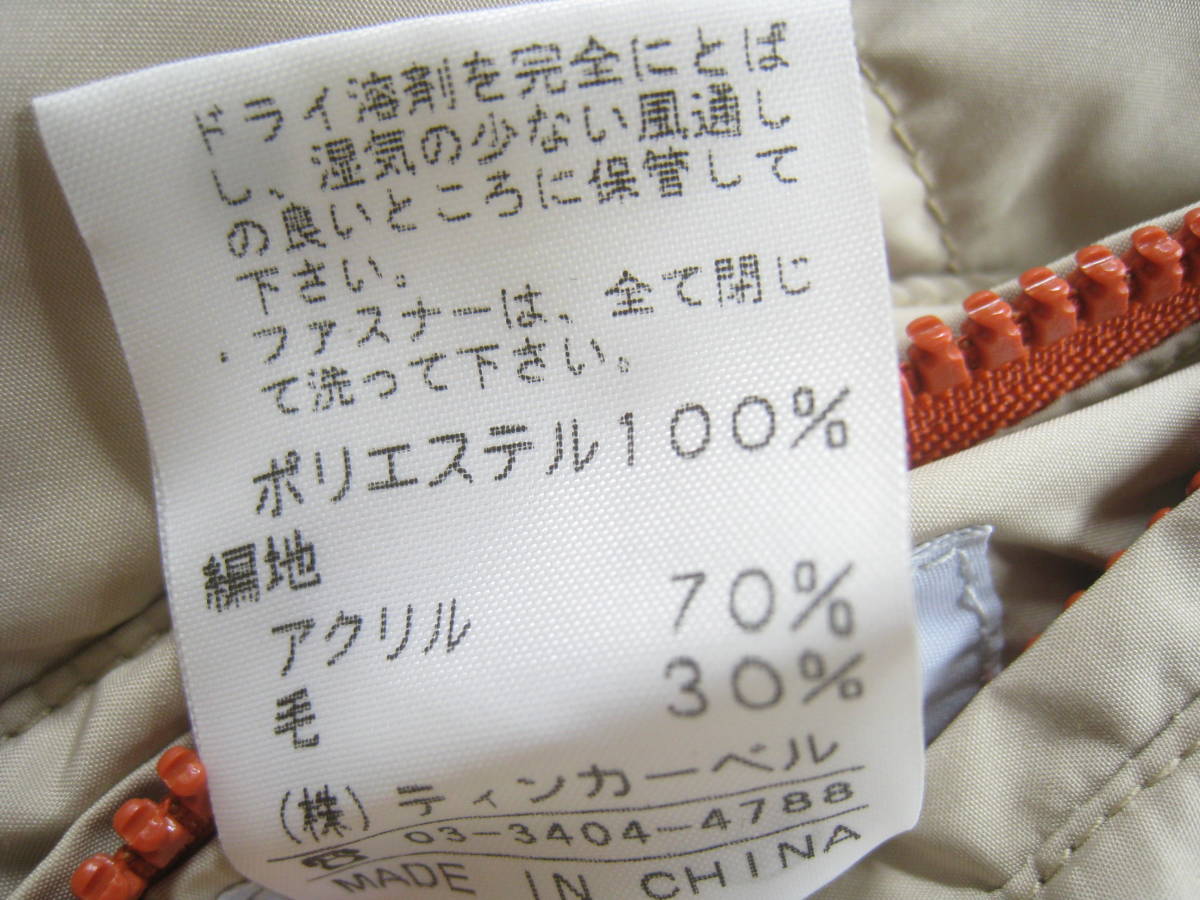 ドライ溶剤を完全にとば
し、湿気の少ない風通し
の良いところに保管して
下さい。
・ファスナーは、全て閉じ
て洗って下さい。
ポリエステル100%
編地
アクリル 70%
毛 30%
(株)ティンカーベル
B 03-3404-4788
MADE IN CHINA